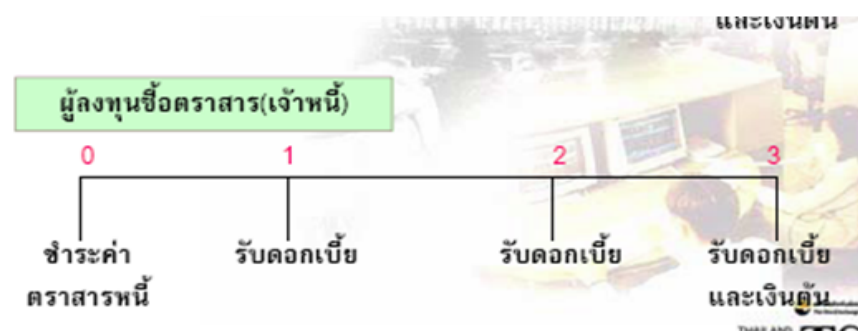 และเงินต้น
ผู้ลงทุนซื้อตราสาร(เจ้าหนี้)
0 1 2 3
ชำระค่า รับดอกเบี้ย รับดอกเบี้ย รับดอกเบี้ย
ตราสารหนี้ และเงินต้น
THAILAND